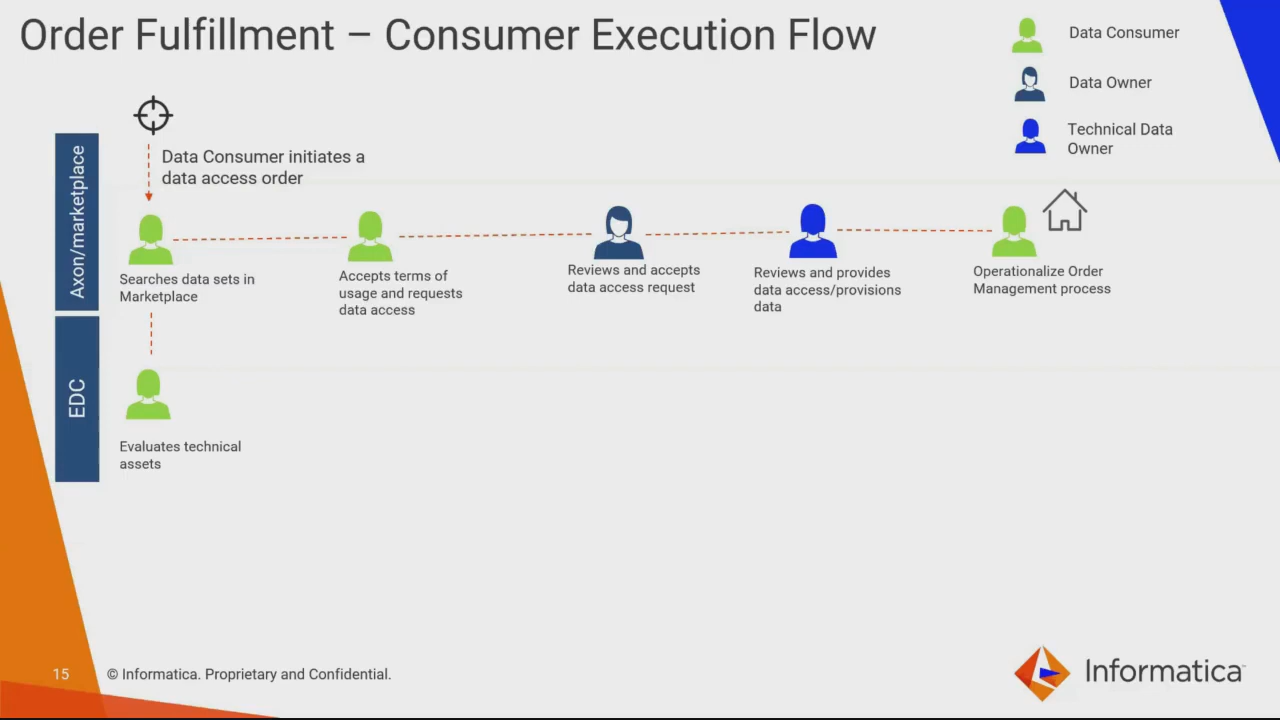 Order Fulfillment – Consumer Execution Flow
Data Consumer
Data Owner
Technical Data
Owner
Axon/marketplace
Data Consumer initiates a
data access order
Searches data sets in
Marketplace
Accepts terms of
usage and requests
data access
Reviews and accepts
data access request
Reviews and provides
data access/provisions
data
Operationalize Order
Management process
EDC
Evaluates technical
assets
15
© Informatica. Proprietary and Confidential.
Informatica